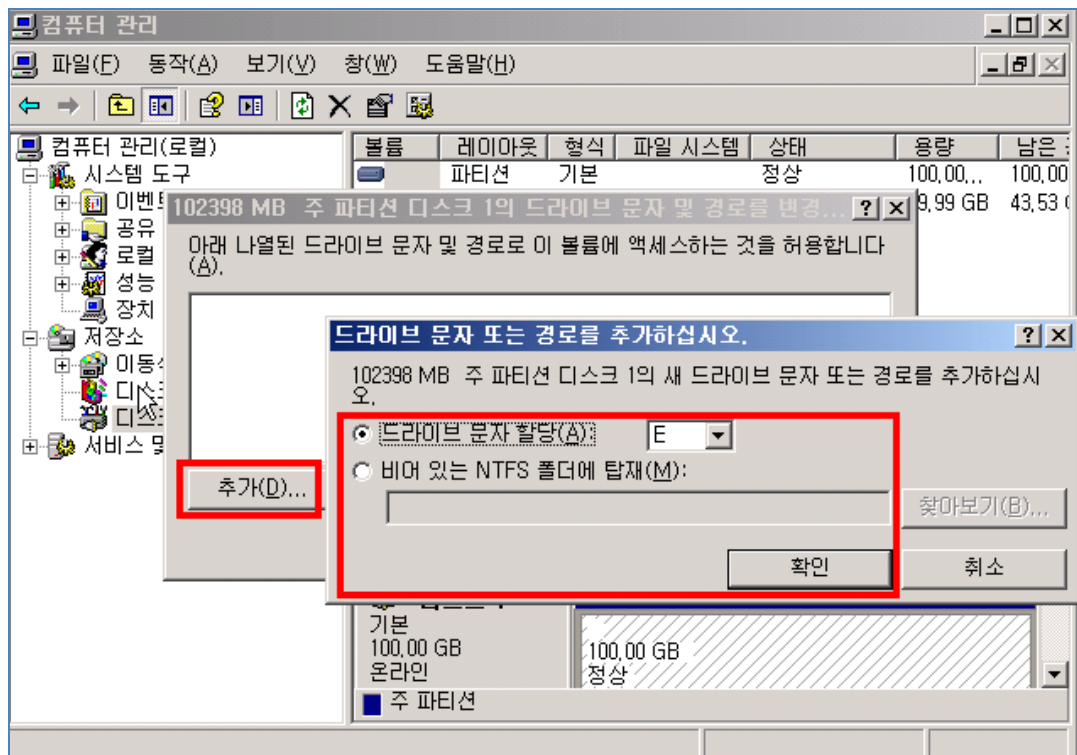 컴퓨터 관리
파일(F) 동작(A) 보기(V) 창(W) 도움말(H)
컴퓨터 관리(로컬)
시스템 도구
공유
로컬
성능
장치
저장소
서비스 및
볼륨 레이아웃 형식 파일 시스템 상태 용량 남은
파티션 기본 정상 100,00... 100,00
9,99 GB 43,53
102398 MB 주 파티션 디스크 1의 드라이브 문자 및 경로를 변경...
아래 나열된 드라이브 문자 및 경로로 이 볼륨에 액세스하는 것을 허용합니다
(A).
추가(D)...
드라이브 문자 또는 경로를 추가하십시오.
102398 MB 주 파티션 디스크 1의 새 드라이브 문자 또는 경로를 추가하십시
오.
드라이브 문자 할당(A): E
비어 있는 NTFS 폴더에 탑재(M):
찾아보기(B)...
확인 취소
기본
100,00 GB
온라인
100,00 GB
정상
주 파티션